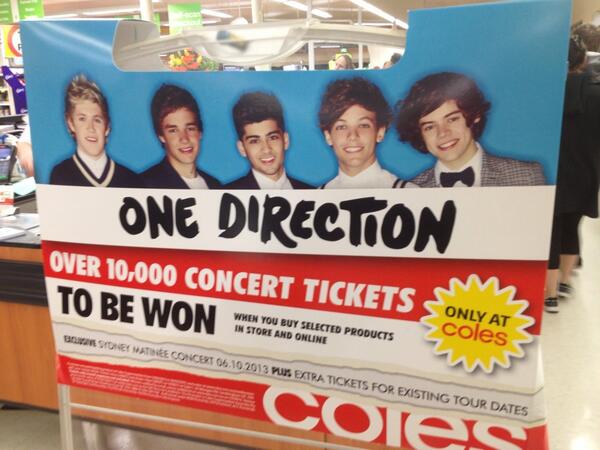 ONE DIRECTION
OVER 10,000 CONCERT TICKETS
TO BE WON
WHEN YOU BUY SELECTED PRODUCTS
IN STORE AND ONLINE
ONLY AT
coles
EXCLUSIVE SYDNEY MATINÉE CONCERT 06.10.2013 PLUS EXTRA TICKETS FOR EXISTING TOUR DATES
coles